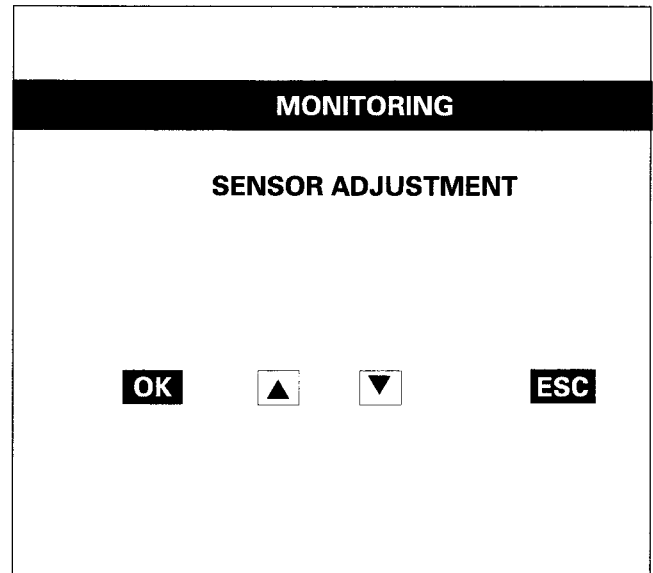 MONITORING
SENSOR ADJUSTMENT
OK ▲ ▼ ESC